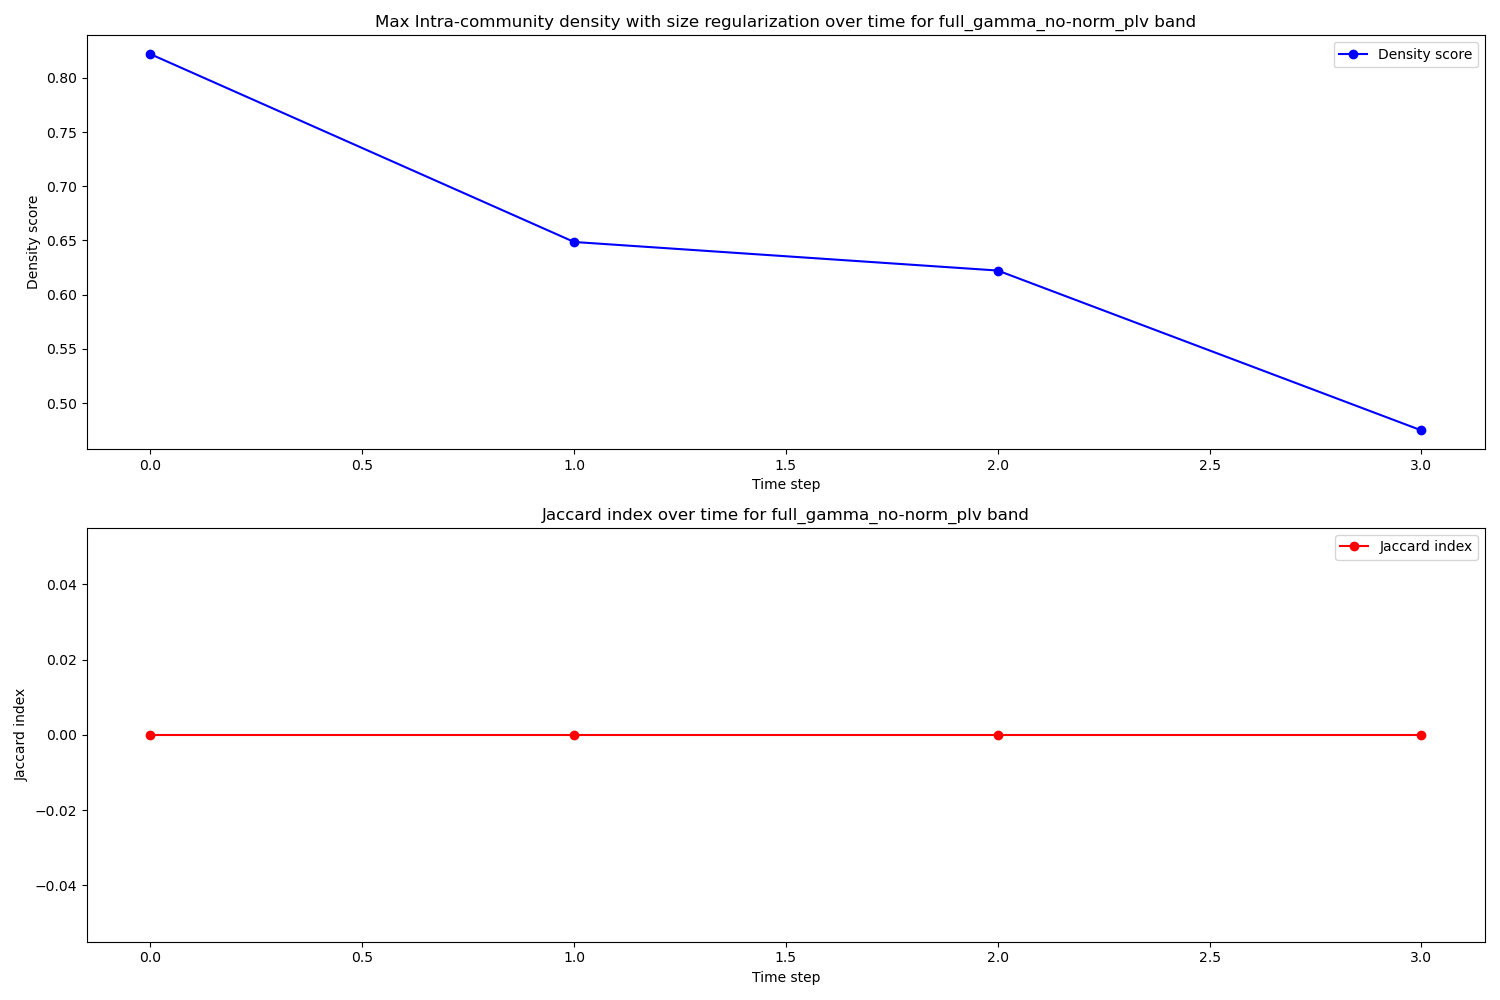 Max Intra-community density with size regularization over time for full_gamma_no-norm_plv band
Density score
0.80
0.75
0.70
0.65
0.60
0.55
0.50
Density score
0.0 0.5 1.0 1.5 2.0 2.5 3.0
Time step
Jaccard index over time for full_gamma_no-norm_plv band
Jaccard index
0.04
0.02
0.00
−0.02
−0.04
Jaccard index
0.0 0.5 1.0 1.5 2.0 2.5 3.0
Time step